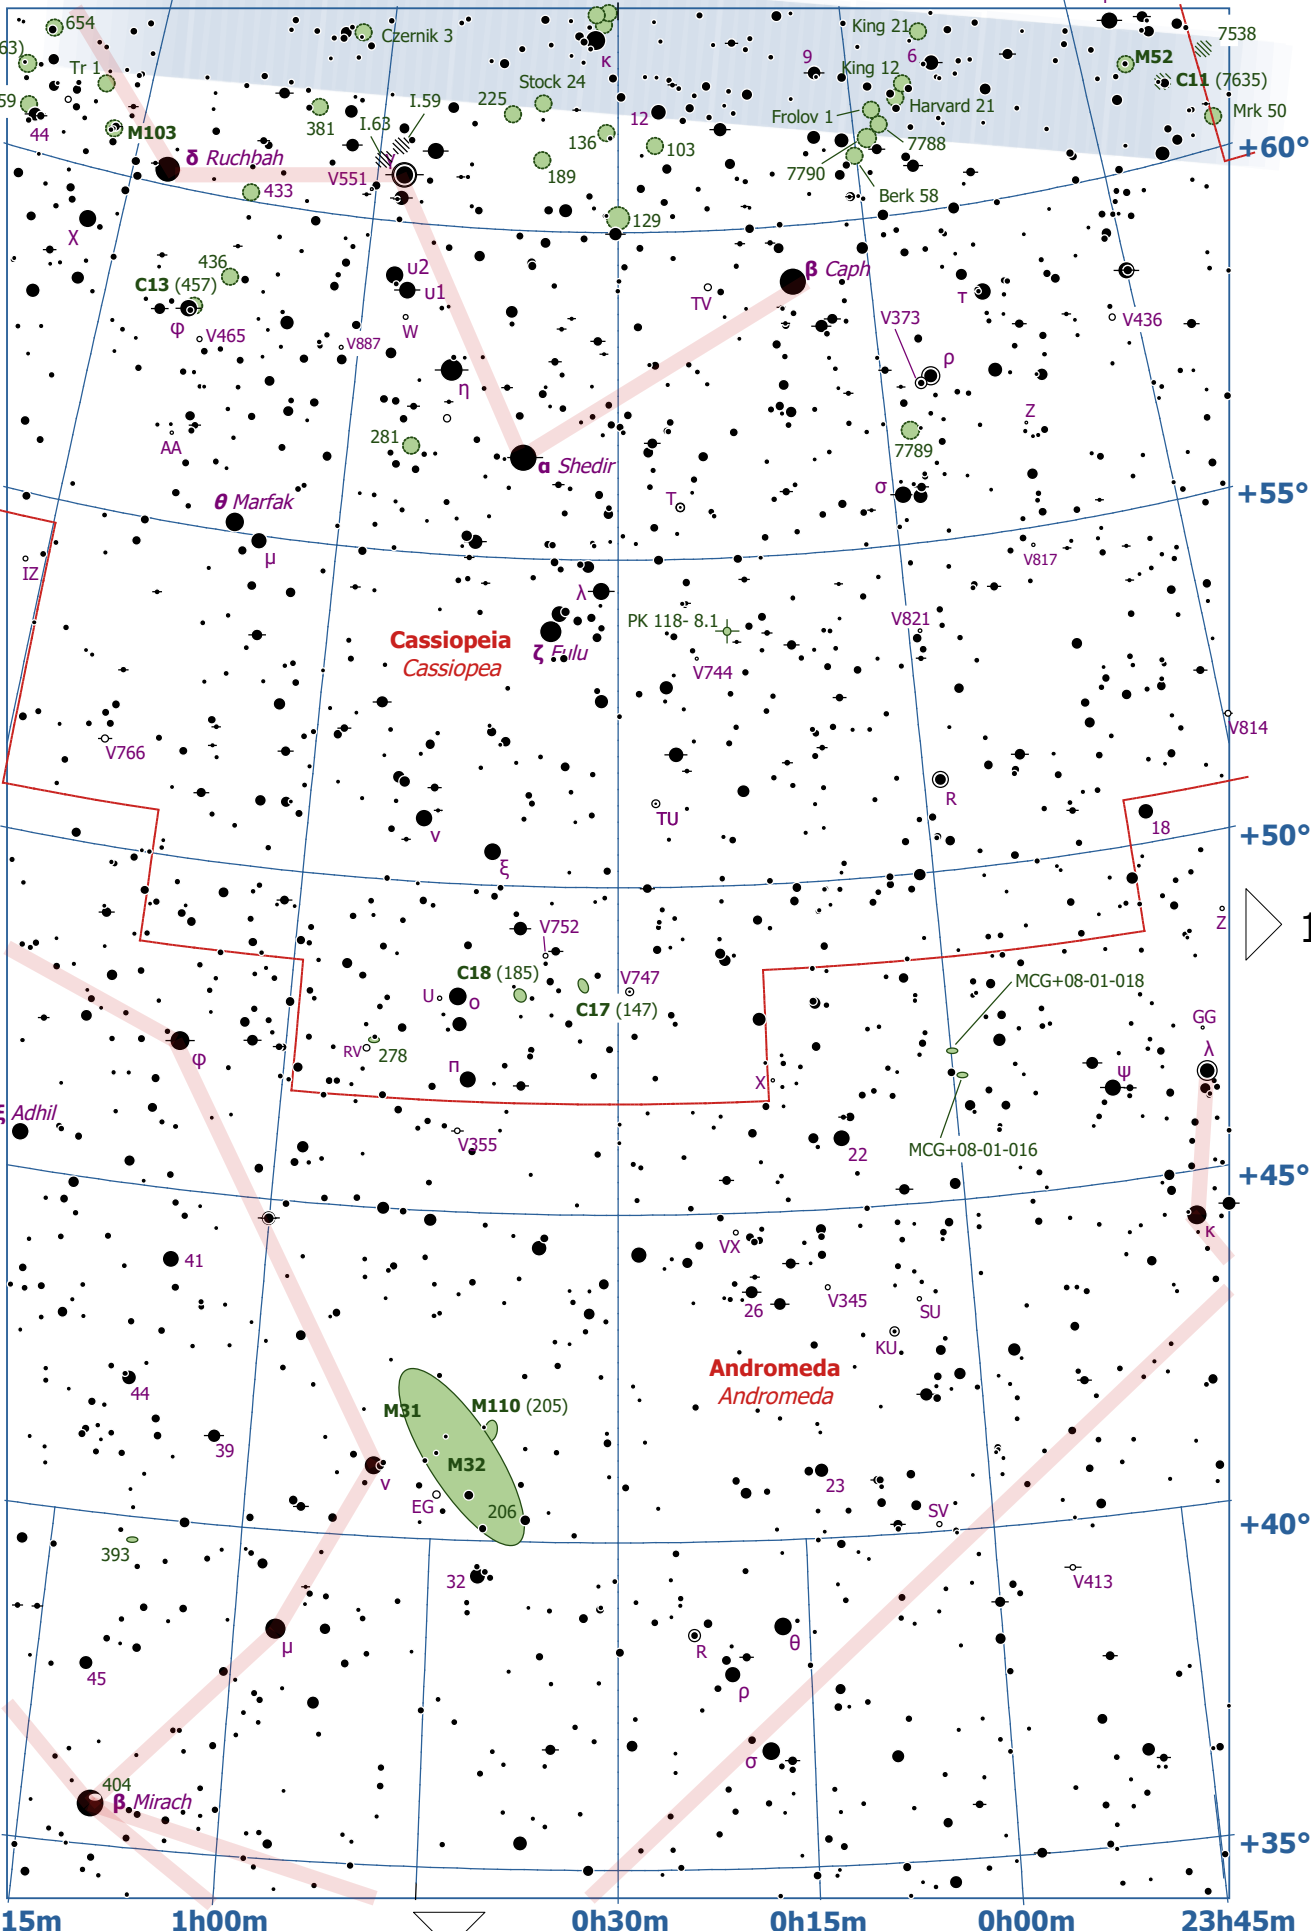 654
Czernik 3
κ
King 21
9
6
7538
63)
Tr 1
M52
C11 (7635)
King 12
Stock 24
59
44
M103
I.59
225
Harvard 21
Mrk 50
381
I.63
12
Frolov 1
136
103
7788
+60°
δ Ruchbah
γ
V551
189
7790
433
Berk 58
129
χ
436
υ2
β Caph
C13 (457)
υ1
TV
τ
φ
V465
W
V373
V436
V887
ρ
η
Z
AA
281
7789
α Shedir
σ
+55°
θ Marfak
T
μ
IZ
V817
λ
PK 118- 8.1
V821
Cassiopeia
Cassiopea
ζ Fulu
V744
V766
V814
R
TU
18
ν
+50°
ξ
V752
Z
1
C18 (185)
V747
MCG+08-01-018
U
ο
C17 (147)
GG
RV
278
λ
φ
π
X
ψ
ξ Adhil
V355
22
MCG+08-01-016
+45°
κ
41
VX
26
V345
SU
KU
Andromeda
Andromeda
44
M31
M110 (205)
39
M32
ν
23
EG
206
SV
+40°
393
32
V413
μ
R
θ
45
ρ
σ
404
β Mirach
+35°
15m
1h00m
0h30m
0h15m
0h00m
23h45m